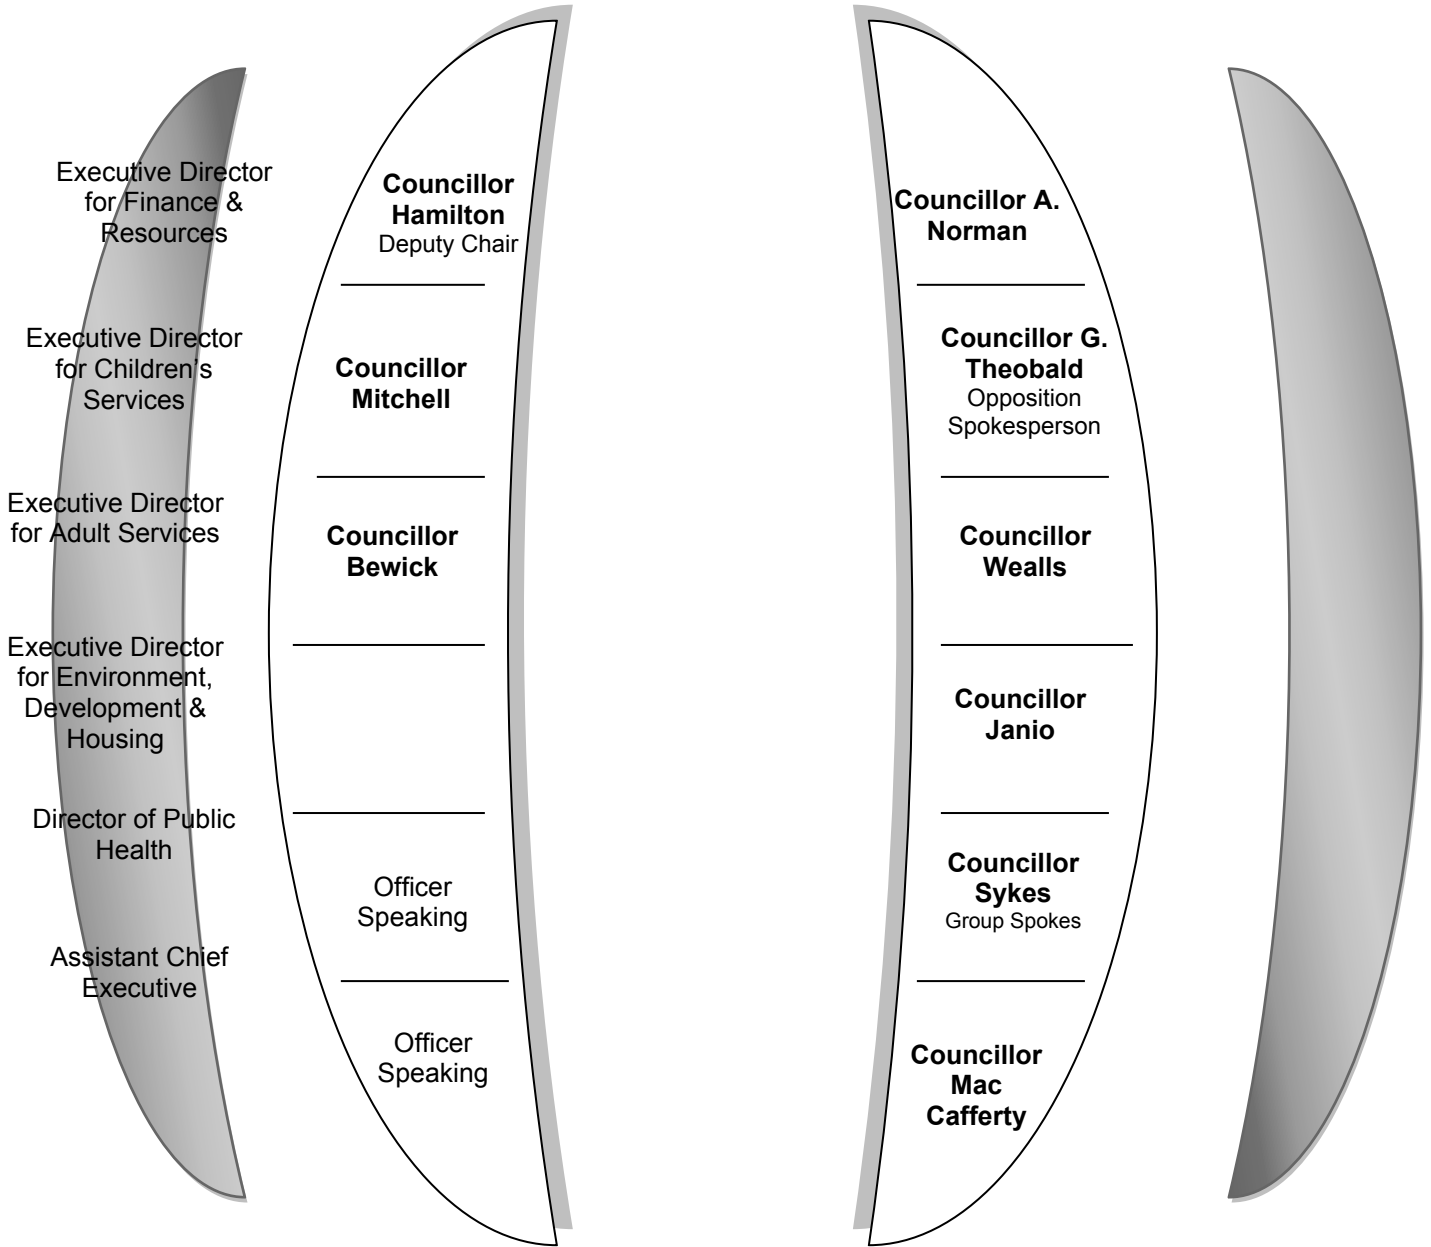 Executive Director
for Finance &
Resources
Executive Director
for Children’s
Services
Executive Director
for Adult Services
Executive Director
for Environment,
Development &
Housing
Director of Public
Health
Assistant Chief
Executive
Councillor
Hamilton
Deputy Chair
Councillor
Mitchell
Councillor
Bewick
Officer
Speaking
Officer
Speaking
Councillor A.
Norman
Councillor G.
Theobald
Opposition
Spokesperson
Councillor
Wealls
Councillor
Janio
Councillor
Sykes
Group Spokes
Councillor
Mac
Cafferty